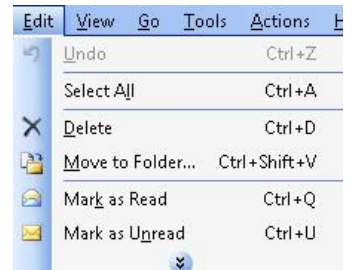 Edit View Go Tools Actions H
Undo Ctrl+Z
Select All Ctrl+A
Delete Ctrl+D
Move to Folder... Ctrl+Shift+V
Mark as Read Ctrl+Q
Mark as Unread Ctrl+U